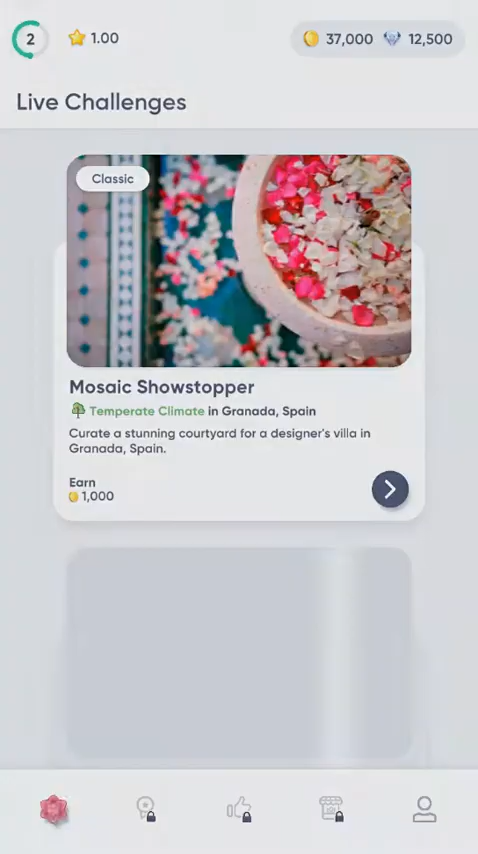 2
1.00
37,000
12,500
Live Challenges
Classic
Mosaic Showstopper
Temperate Climate in Granada, Spain
Curate a stunning courtyard for a designer's villa in
Granada, Spain.
Earn
1,000